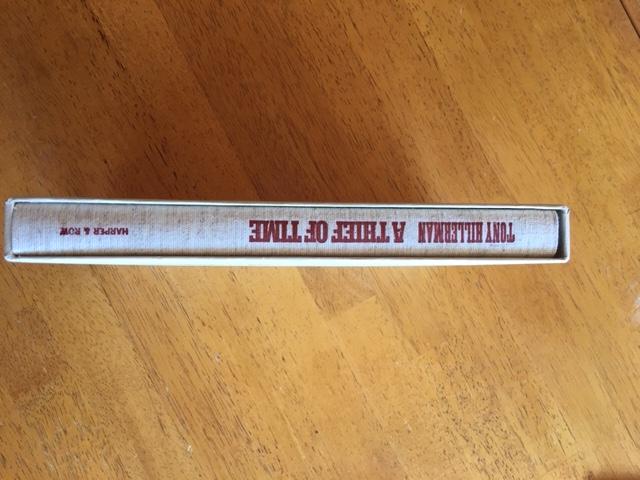 TONY HILLERMAN A THIEF OF TIME HARPER & ROW